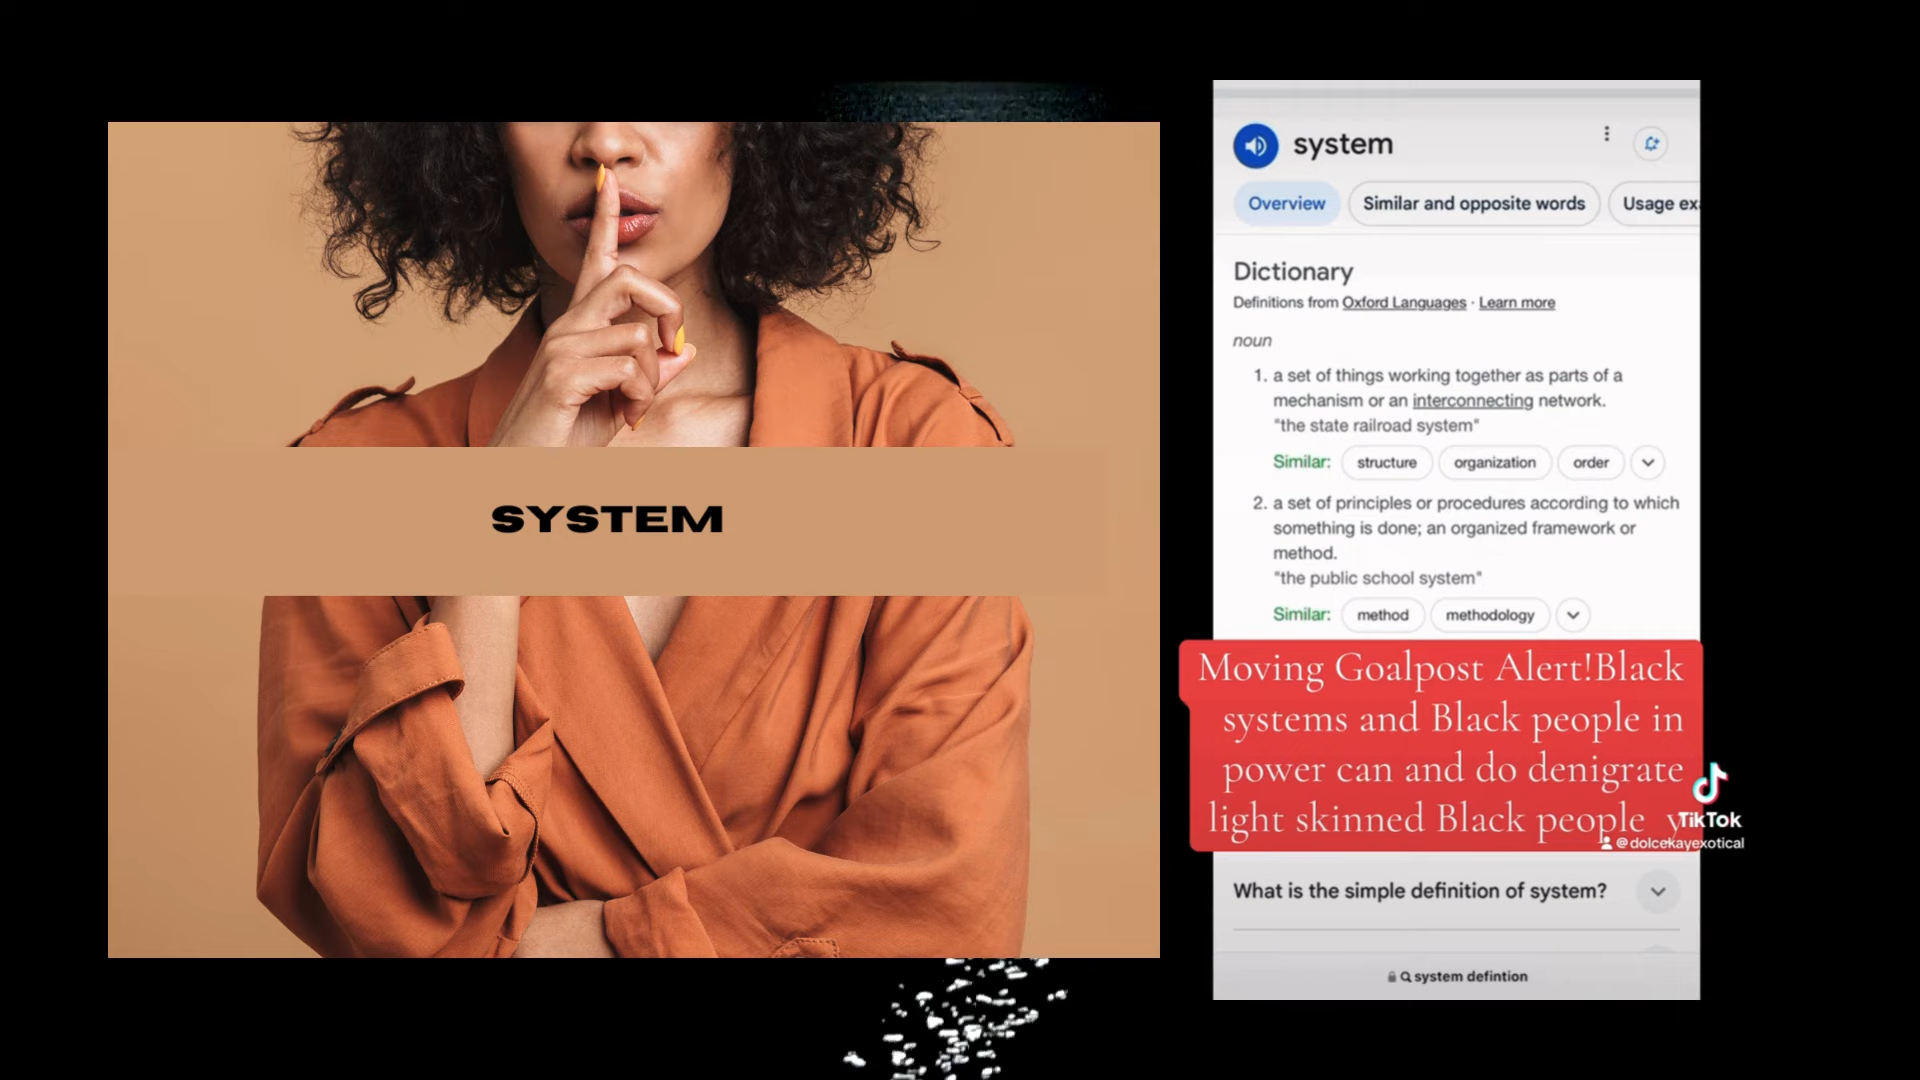 SYSTEM
system
Overview
Similar and opposite words
Usage ex
Dictionary
Definitions from Oxford Languages · Learn more
noun
1. a set of things working together as parts of a
mechanism or an interconnecting network.
"the state railroad system"
Similar: structure organization order
2. a set of principles or procedures according to which
something is done; an organized framework or
method.
"the public school system"
Similar: method methodology
Moving Goalpost Alert!Black
systems and Black people in
power can and do denigrate
light skinned Black people y
TikTok
@dolcekayexotical
What is the simple definition of system?
system defintion